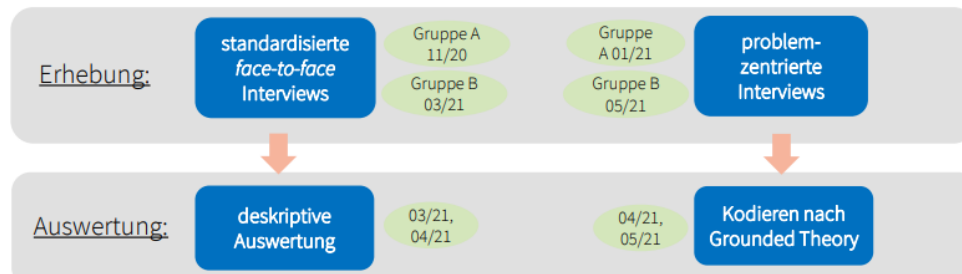 Erhebung:
standardisierte
face-to-face
Interviews
Gruppe A
11/20
Gruppe B
03/21
Gruppe
A 01/21
Gruppe B
05/21
problem-
zentrierte
Interviews
Auswertung:
deskriptive
Auswertung
03/21,
04/21
04/21,
05/21
Kodieren nach
Grounded Theory